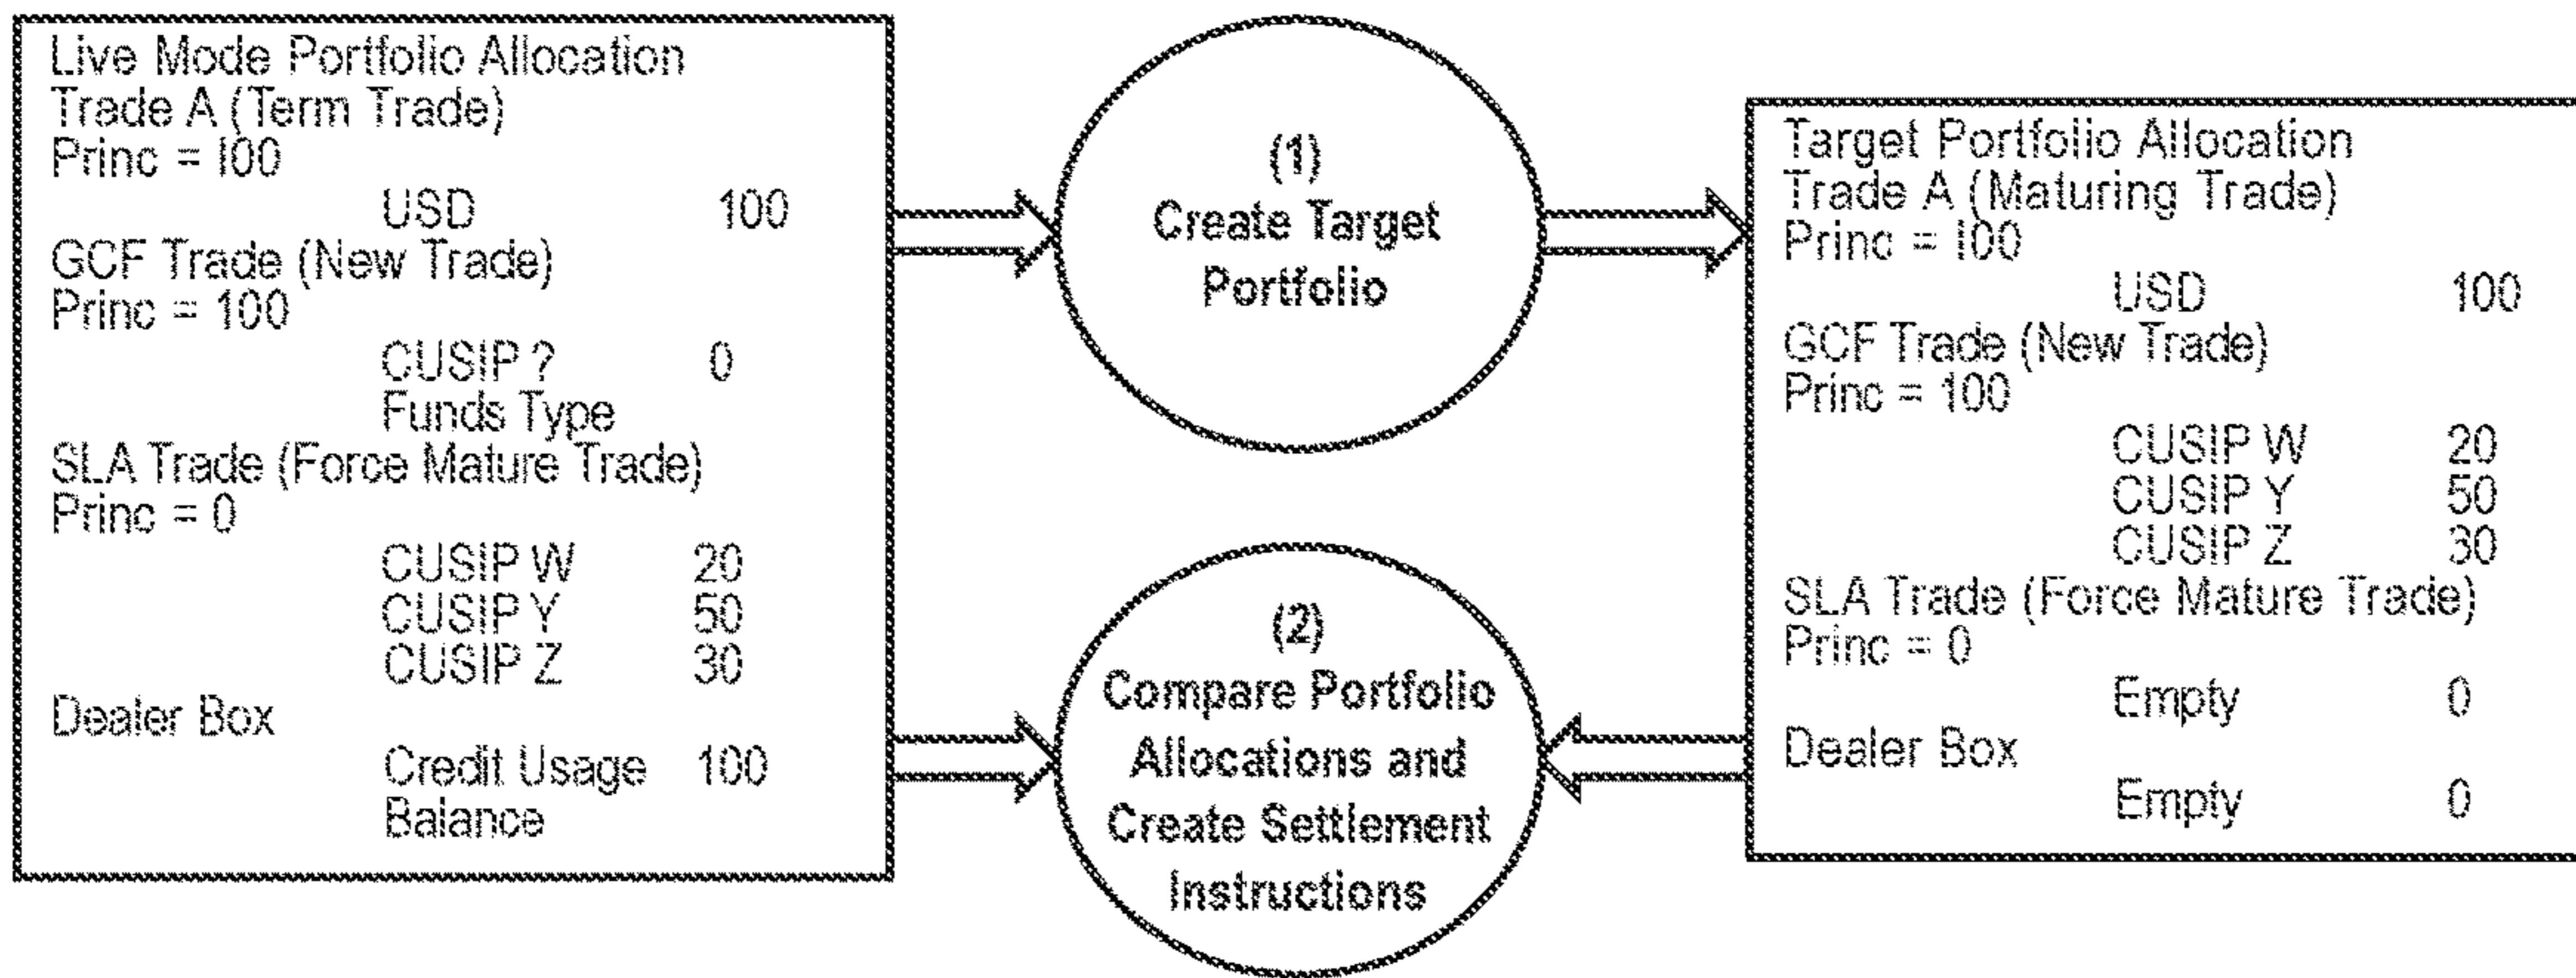 Live Mode Portfolio Allocation
Trade A (Term Trade)
Princ = 100
USD 100
GCF Trade (New Trade)
Princ = 100
CUSIP ? 0
Funds Type
SLA Trade (Force Mature Trade)
Princ = 0
CUSIP W 20
CUSIP Y 50
CUSIP Z 30
Dealer Box
Credit Usage 100
Balance
(1)
Create Target
Portfolio
(2)
Compare Portfolio
Allocations and
Create Settlement
Instructions
Target Portfolio Allocation
Trade A (Maturing Trade)
Princ = 100
USD 100
GCF Trade (New Trade)
Princ = 100
CUSIP W 20
CUSIP Y 50
CUSIP Z 30
SLA Trade (Force Mature Trade)
Princ = 0
Empty 0
Dealer Box
Empty 0